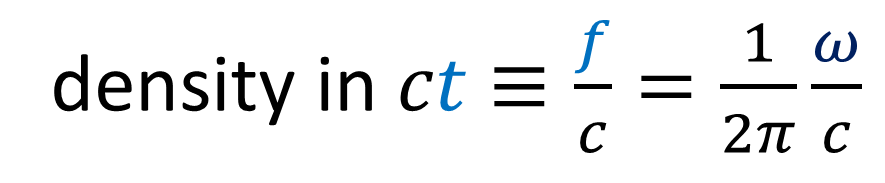 density in ct ≡ f/c = 1/2π ω/c